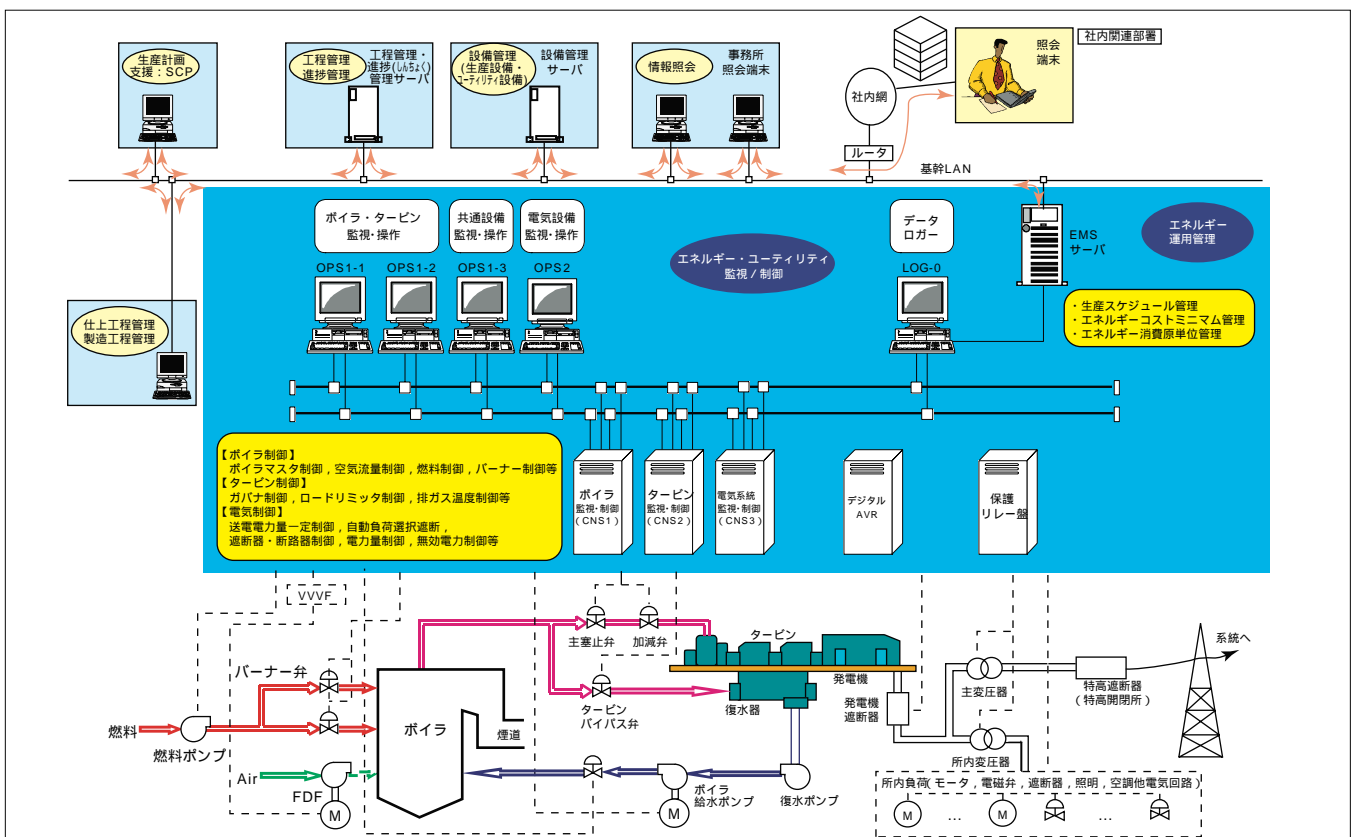 生産計画
支援：SCP
工程管理
進捗管理
工程管理・
進捗(しんちょく)
管理サーバ
設備管理
(生産設備・
ユーティリティ設備)
設備管理
サーバ
情報照会
事務所
照会端末
社内網
ルータ
照会
端末
社内関連部署
基幹LAN
ボイラ・タービン
監視・操作
共通設備
監視・操作
電気設備
監視・操作
OPS1-1
OPS1-2
OPS1-3
OPS2
エネルギー・ユーティリティ
監視 / 制御
データ
ロガー
LOG-0
EMS
サーバ
エネルギー
運用管理
・生産スケジュール管理
・エネルギーコストミニマム管理
・エネルギー消費原単位管理
仕上工程管理
製造工程管理
【ボイラ制御】
ボイラマスタ制御，空気流量制御，燃料制御，バーナー制御等
【タービン制御】
ガバナ制御，ロードリミッタ制御，排ガス温度制御等
【電気制御】
送電電力量一定制御，自動負荷選択遮断，
遮断器・断路器制御，電力量制御，無効電力制御等
ボイラ
監視・制御
(CNS1)
タービン
監視・制御
(CNS2)
電気系統
監視・制御
(CNS3)
デジタル
AVR
保護
リレー盤
VVVF
バーナー弁
燃料
燃料ポンプ
Air
FDF
M
ボイラ
煙道
主塞止弁
加減弁
タービン
バイパス弁
タービン
発電機
復水器
発電機
遮断器
ボイラ
給水ポンプ
M
復水ポンプ
主変圧器
所内変圧器
特高遮断器
(特高開閉所)
系統へ
所内負荷(モータ，電磁弁，遮断器，照明，空調他電気回路)
M … M …